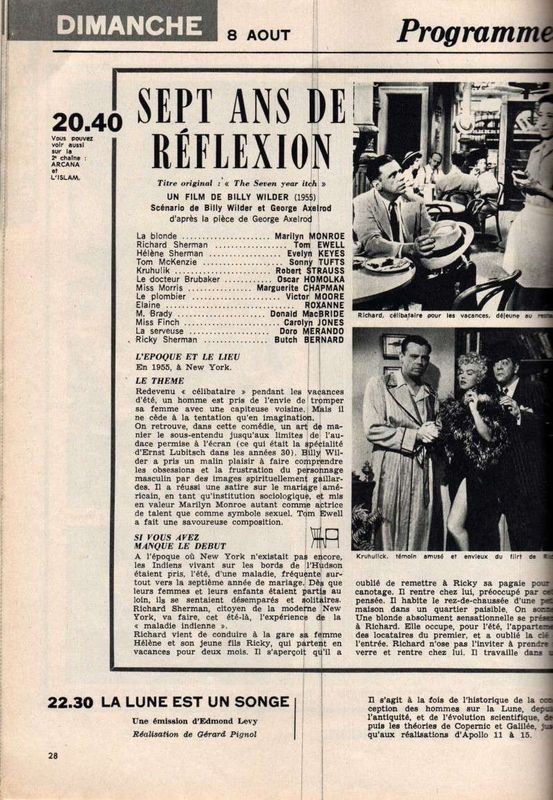 DIMANCHE 8 AOUT Programme
20.40
Vous pouvez
voir aussi
sur la
2e chaîne :
ARCANA
et
L'ISLAM.
SEPT ANS DE
RÉFLEXION
Titre original : « The Seven year itch »
UN FILM DE BILLY WILDER (1955)
Scénario de Billy Wilder et George Axelrod
d'après la pièce de George Axelrod
La blonde ...................... Marilyn MONROE
Richard Sherman .................. Tom EWELL
Hélène Sherman ................. Evelyn KEYES
Tom McKenzie .................. Sonny TUFTS
Kruhulik ...................... Robert STRAUSS
Le docteur Brubaker .......... Oscar HOMOLKA
Miss Morris ............. Marguerite CHAPMAN
Le plombier .................... Victor MOORE
Elaine ............................ ROXANNE
M. Brady .................. Donald MacBRIDE
Miss Finch .................... Carolyn JONES
La serveuse .................. Doro MERANDO
Ricky Sherman ............... Butch BERNARD
L'EPOQUE ET LE LIEU
En 1955, à New York.
LE THEME
Redevenu « célibataire » pendant les vacances
d'été, un homme est pris de l'envie de tromper
sa femme avec une capiteuse voisine. Mais il
ne cède à la tentation qu'en imagination.
On retrouve, dans cette comédie, un art de ma-
nier le sous-entendu jusqu'aux limites de l'au-
dace permise à l'écran (ce qui était la spécialité
d'Ernst Lubitsch dans les années 30). Billy Wil-
der a pris un malin plaisir à faire comprendre
les obsessions et la frustration du personnage
masculin par des images spirituellement gaillar-
des. Il a réussi une satire sur le mariage amé-
ricain, en tant qu'institution sociologique, et mis
en valeur Marilyn Monroe autant comme actrice
de talent que comme symbole sexuel. Tom Ewell
a fait une savoureuse composition.
SI VOUS AVEZ
MANQUE LE DEBUT
A l'époque où New York n'existait pas encore,
les Indiens vivant sur les bords de l'Hudson
étaient pris, l'été, d'une maladie, fréquente sur-
tout vers la septième année de mariage. Dès que
leurs femmes et leurs enfants étaient partis au
loin, ils se sentaient désemparés et solitaires.
Richard Sherman, citoyen de la moderne New
York, va faire, cet été-là, l'expérience de la
« maladie indienne ».
Richard vient de conduire à la gare sa femme
Hélène et son jeune fils Ricky, qui partent en
vacances pour deux mois. Il s'aperçoit qu'il a
Richard, célibataire pour les vacances, déjeune au
Kruhulick, témoin amusé et envieux du flirt de
oublié de remettre à Ricky sa pagaie pour
canotage. Il rentre chez lui, préoccupé par
pensée. Il habite le rez-de-chaussée d'une
maison dans un quartier paisible. On
Une blonde absolument sensationnelle se
à Richard. Elle occupe, pour l'été,
des locataires du premier, et a oublié la
l'entrée. Richard n'ose pas l'inviter à prendre
verre et rentre chez lui. Il travaille dans
22.30 LA LUNE EST UN SONGE
Une émission d'Edmond Levy
Réalisation de Gérard Pignol
Il s'agit à la fois de l'historique de la
ception des hommes sur la Lune,
l'antiquité, et de l'évolution scientifique,
puis les théories de Copernic et Galilée,
qu'aux réalisations d'Apollo 11 à 15.
28